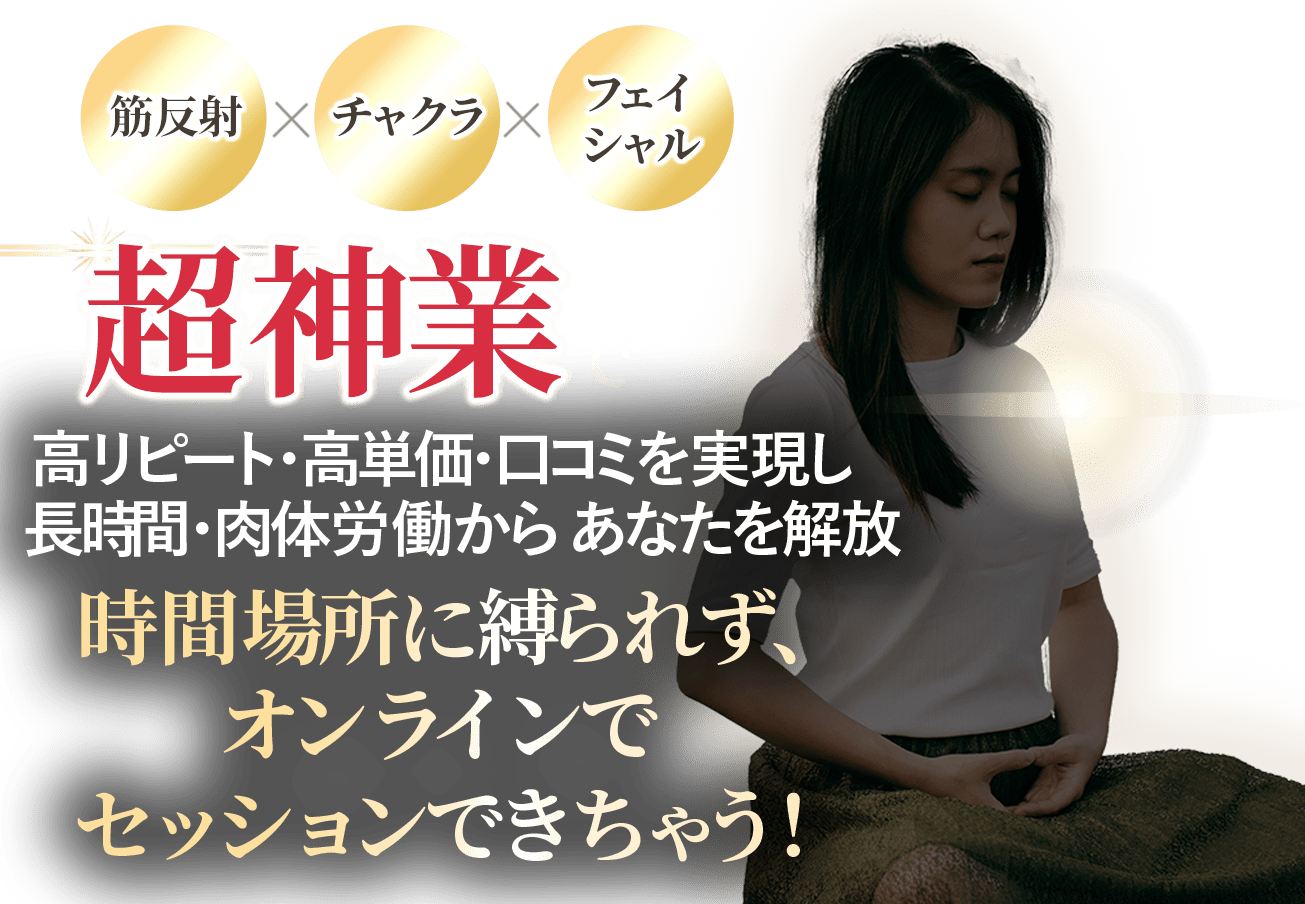 筋反射×チャクラ×フェイ
シャル
超神業
高リピート・高単価・口コミを実現し
長時間・肉体労働から あなたを解放
時間場所に縛られず、
オンラインで
セッションできちゃう!